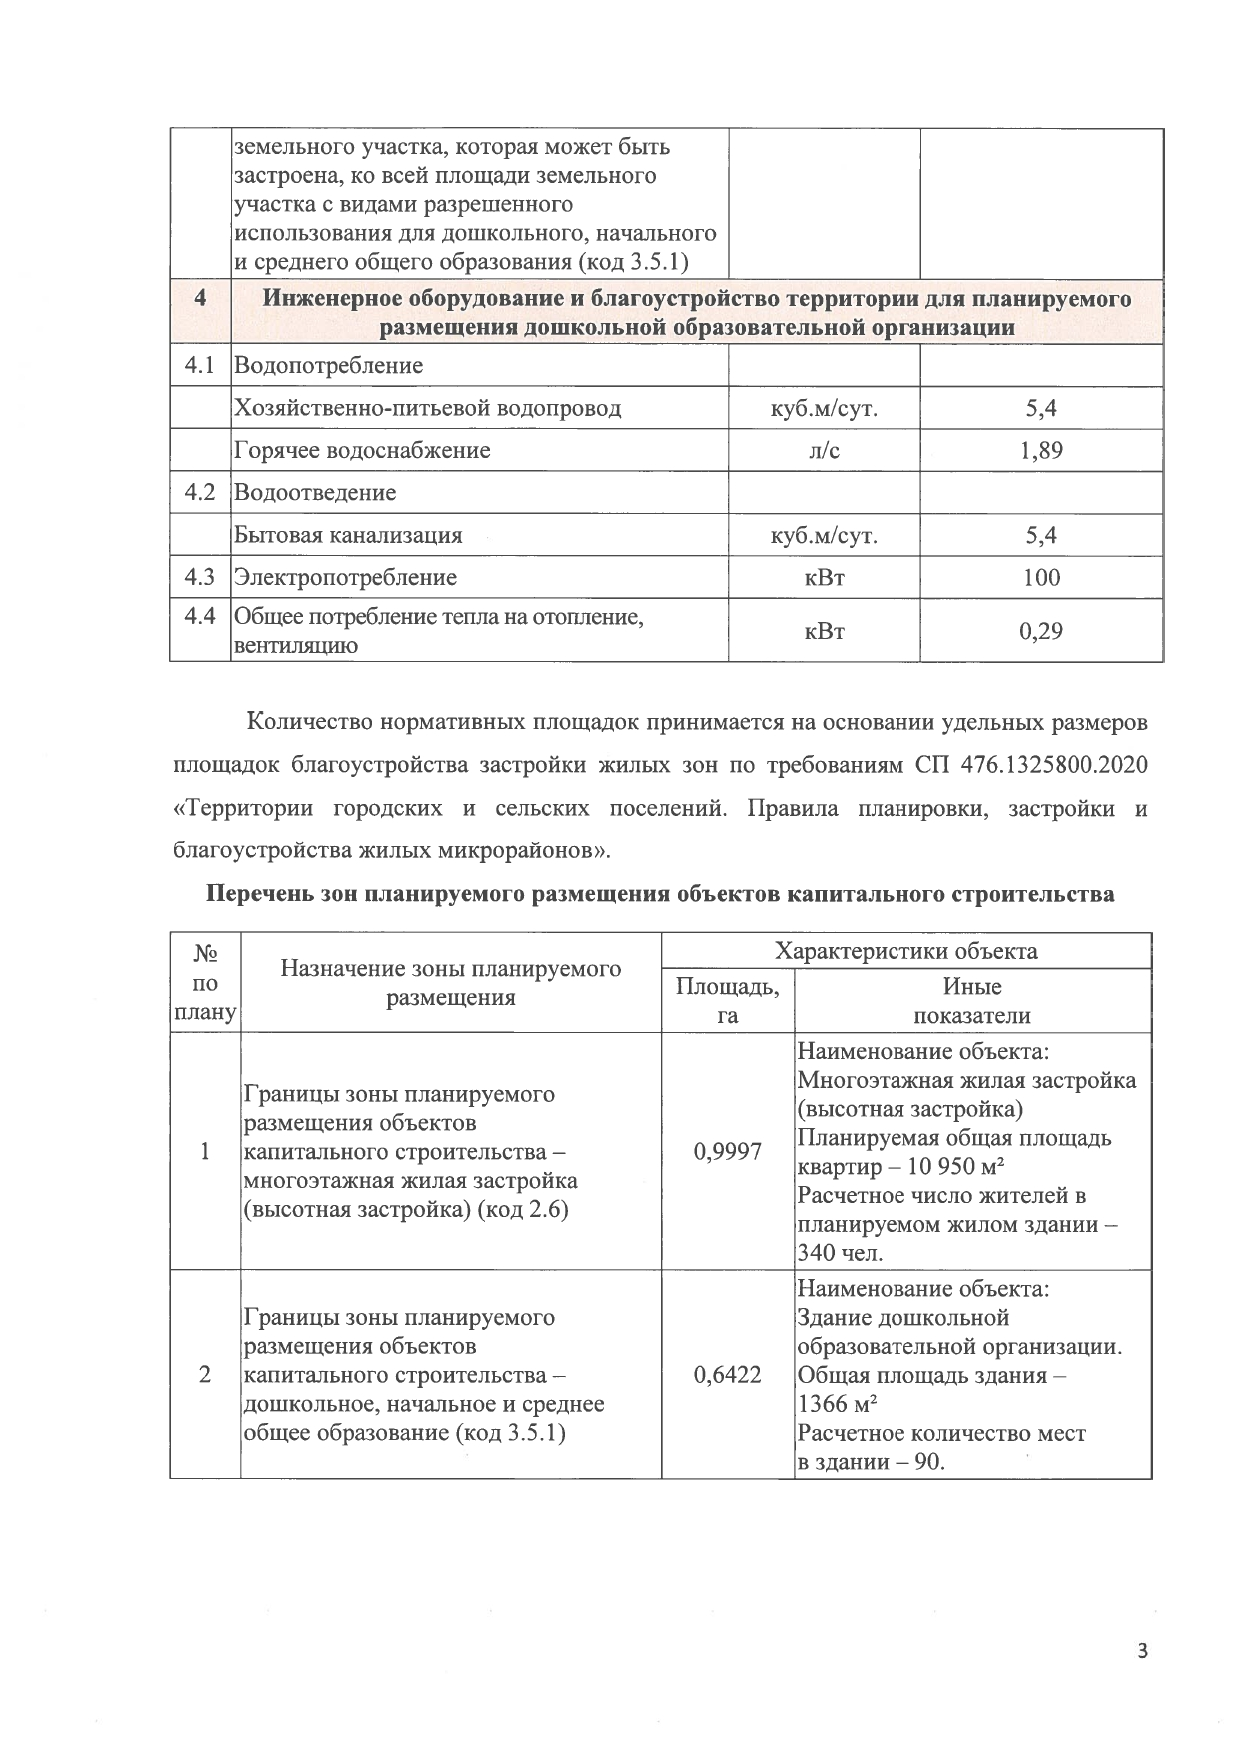 земельного участка, которая может быть
застроена, ко всей площади земельного
участка с видами разрешенного
использования для дошкольного, начального
и среднего общего образования (код 3.5.1)
4 Инженерное оборудование и благоустройство территории для планируемого
размещения дошкольной образовательной организации
4.1 Водопотребление
Хозяйственно-питьевой водопровод куб.м/сут. 5,4
Горячее водоснабжение л/с 1,89
4.2 Водоотведение
Бытовая канализация куб.м/сут. 5,4
4.3 Электропотребление кВт 100
4.4 Общее потребление тепла на отопление,
вентиляцию кВт 0,29
Количество нормативных площадок принимается на основании удельных размеров
площадок благоустройства застройки жилых зон по требованиям СП 476.1325800.2020
«Территории городских и сельских поселений. Правила планировки, застройки и
благоустройства жилых микрорайонов».
Перечень зон планируемого размещения объектов капитального строительства
№
по
плану
Назначение зоны планируемого
размещения
Характеристики объекта
Площадь,
га
Иные
показатели
1
Границы зоны планируемого
размещения объектов
капитального строительства –
многоэтажная жилая застройка
(высотная застройка) (код 2.6)
0,9997
Наименование объекта:
Многоэтажная жилая застройка
(высотная застройка)
Планируемая общая площадь
квартир – 10 950 м²
Расчетное число жителей в
планируемом жилом здании –
340 чел.
2
Границы зоны планируемого
размещения объектов
капитального строительства –
дошкольное, начальное и среднее
общее образование (код 3.5.1)
0,6422
Наименование объекта:
Здание дошкольной
образовательной организации.
Общая площадь здания –
1366 м²
Расчетное количество мест
в здании – 90.
3